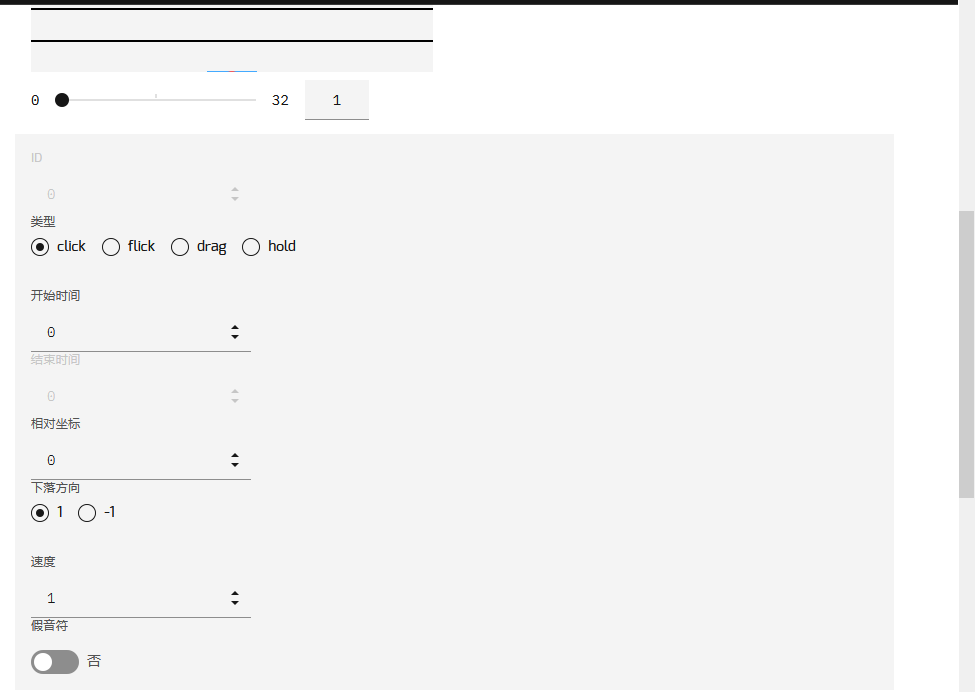 0 32 1
ID
0
类型
click flick drag hold
开始时间
0
结束时间
0
相对坐标
0
下落方向
1 -1
速度
1
假音符
否